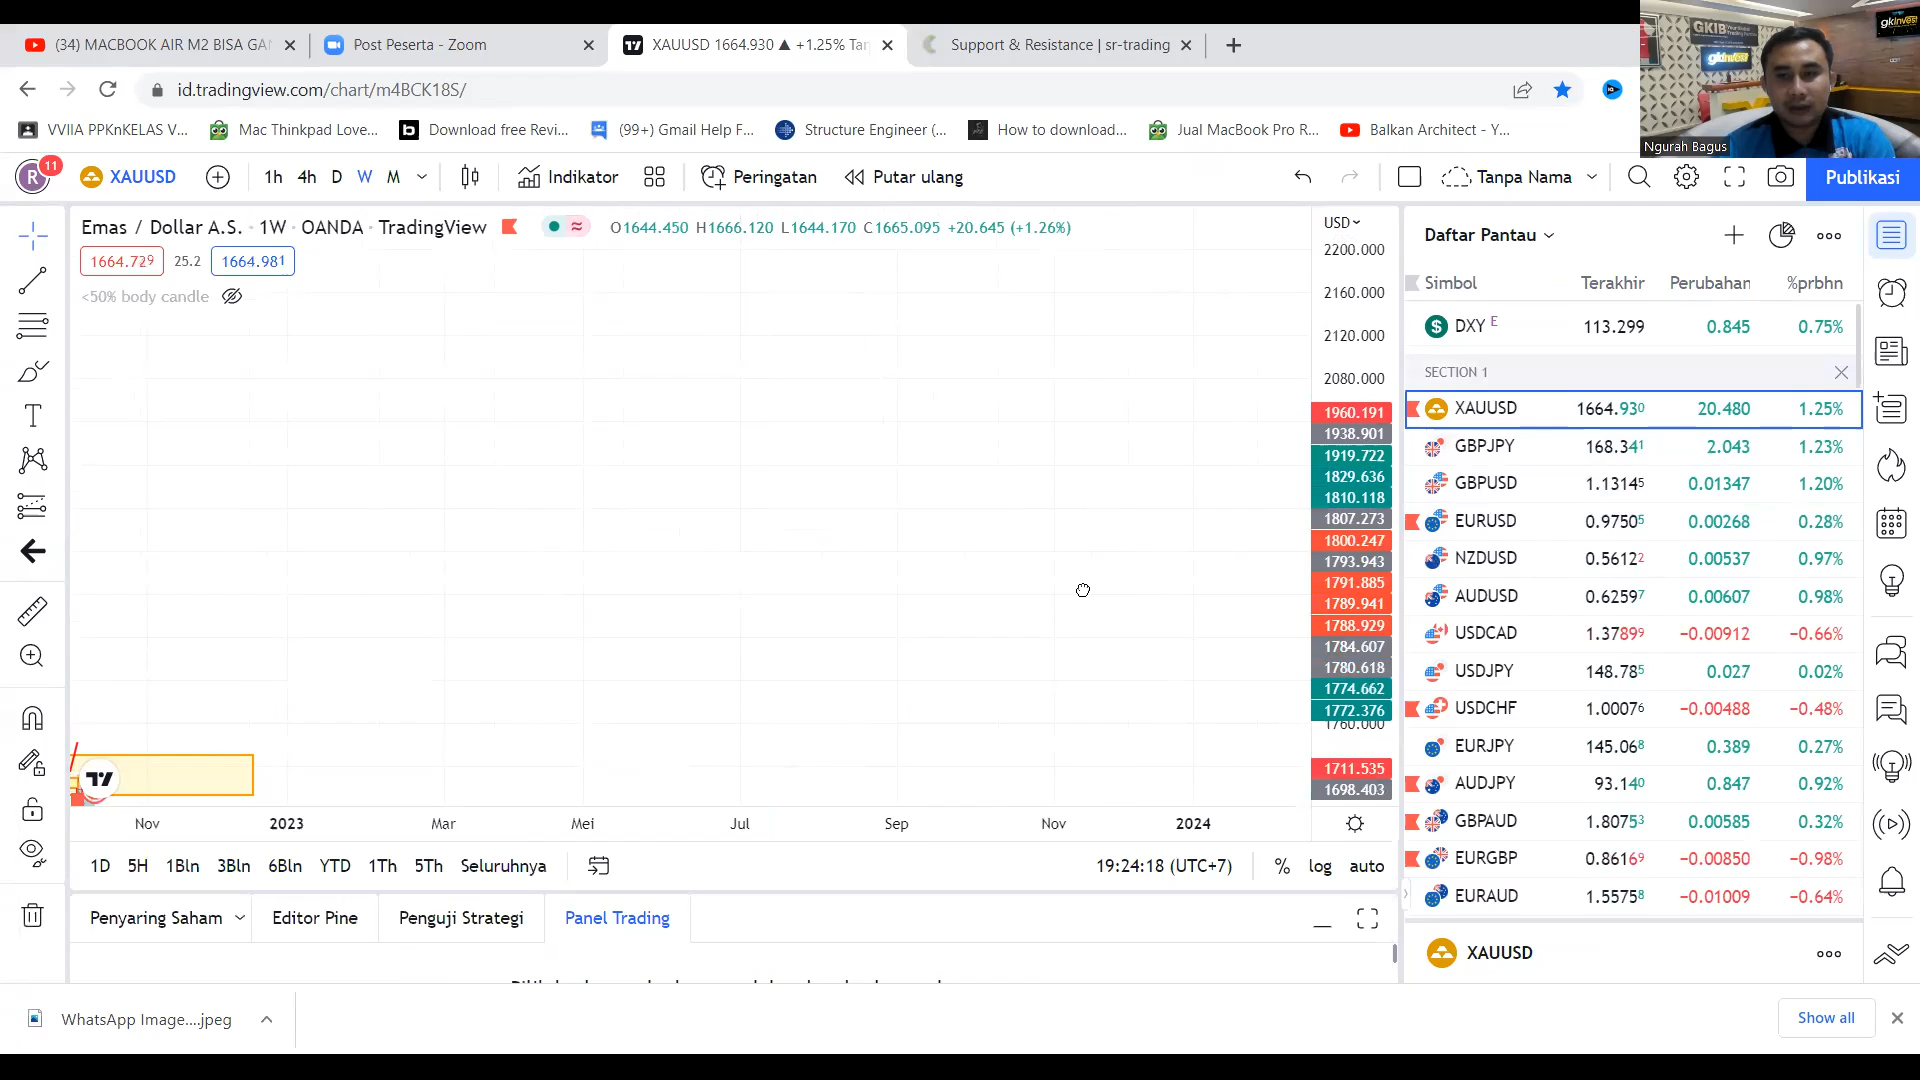 (34) MACBOOK AIR M2 BISA GAN
Post Peserta - Zoom
XAUUSD 1664.930 ▲ +1.25% Tan
Support & Resistance | sr-trading
id.tradingview.com/chart/m4BCK18S/
VVIIA PPKnKELAS V...
Mac Thinkpad Love...
Download free Revi...
(99+) Gmail Help F...
Structure Engineer (...
How to download...
Jual MacBook Pro R...
Balkan Architect - Y...
GKIB
gkinvest
gkinvest
Ngurah Bagus
R 11
XAUUSD
1h 4h D W M
Indikator
Peringatan
Putar ulang
Tanpa Nama
Publikasi
Emas / Dollar A.S. · 1W · OANDA · TradingView
O1644.450 H1666.120 L1644.170 C1665.095 +20.645 (+1.26%)
1664.729 25.2 1664.981
<50% body candle
USD
2200.000
2160.000
2120.000
2080.000
1960.191
1938.901
1919.722
1829.636
1810.118
1807.273
1800.247
1793.943
1791.885
1789.941
1788.929
1784.607
1780.618
1774.662
1772.376
1760.000
1711.535
1698.403
Nov 2023 Mar Mei Jul Sep Nov 2024
1D 5H 1Bln 3Bln 6Bln YTD 1Th 5Th Seluruhnya
19:24:18 (UTC+7) % log auto
Penyaring Saham
Editor Pine
Penguji Strategi
Panel Trading
Daftar Pantau
Simbol Terakhir Perubahan %prbhn
DXY E 113.299 0.845 0.75%
SECTION 1
XAUUSD 1664.930 20.480 1.25%
GBPJPY 168.341 2.043 1.23%
GBPUSD 1.13145 0.01347 1.20%
EURUSD 0.97505 0.00268 0.28%
NZDUSD 0.56122 0.00537 0.97%
AUDUSD 0.62597 0.00607 0.98%
USDCAD 1.37899 −0.00912 −0.66%
USDJPY 148.785 0.027 0.02%
USDCHF 1.00076 −0.00488 −0.48%
EURJPY 145.068 0.389 0.27%
AUDJPY 93.140 0.847 0.92%
GBPAUD 1.80753 0.00585 0.32%
EURGBP 0.86169 −0.00850 −0.98%
EURAUD 1.55758 −0.01009 −0.64%
XAUUSD
WhatsApp Image....jpeg
Show all